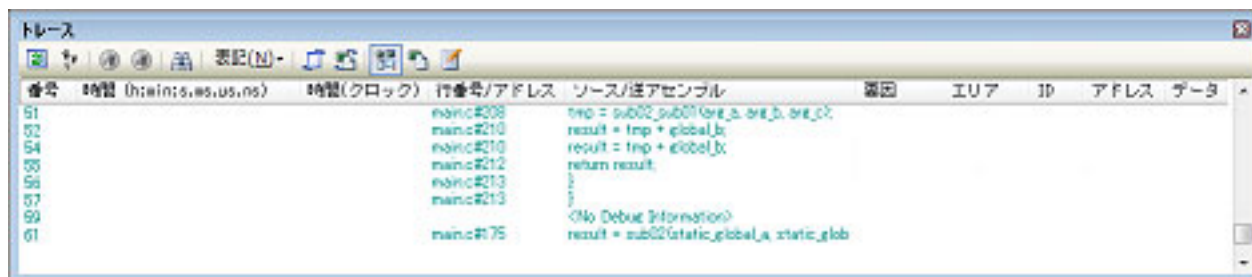 トレース
表記(N)
番号 時間 (h:min:s.ms.us.ns) 時間(クロック) 行番号/アドレス ソース/逆アセンブル 要因 エリア ID アドレス データ
51 main.c#208 tmp = sub02_sub01(arg_a, arg_b, arg_c);
52 main.c#210 result = tmp + global_b;
54 main.c#210 result = tmp + global_b;
55 main.c#212 return result;
56 main.c#213 }
57 main.c#213 }
59 <No Debug Information>
61 main.c#175 result = sub02(static_global_a, static_glob